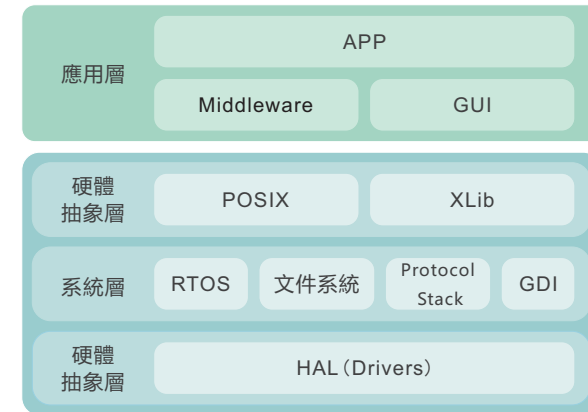 應用層
APP
Middleware
GUI
硬體
抽象層
POSIX
XLib
系統層
RTOS
文件系統
Protocol
Stack
GDI
硬體
抽象層
HAL（Drivers）